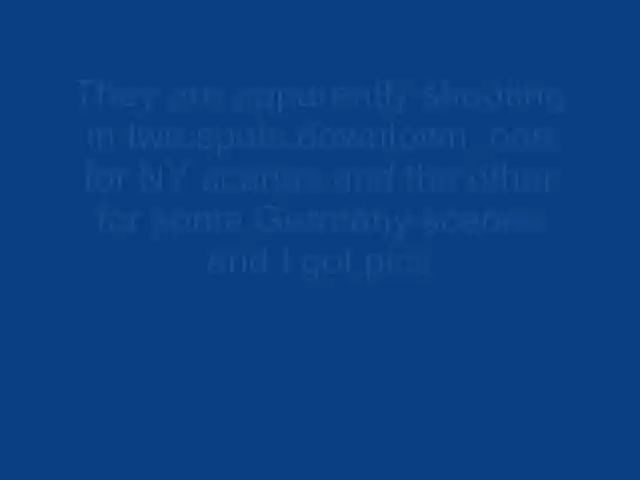 They are apparently shooting
in two spots downtown, one
for NY scenes and the other
for some Germany scenes
and I got pics